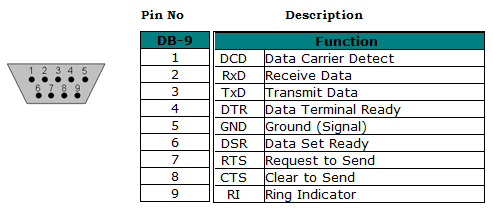 Pin No Description
DB-9 Function
1 DCD Data Carrier Detect
2 RxD Receive Data
3 TxD Transmit Data
4 DTR Data Terminal Ready
5 GND Ground (Signal)
6 DSR Data Set Ready
7 RTS Request to Send
8 CTS Clear to Send
9 RI Ring Indicator
1 2 3 4 5
6 7 8 9